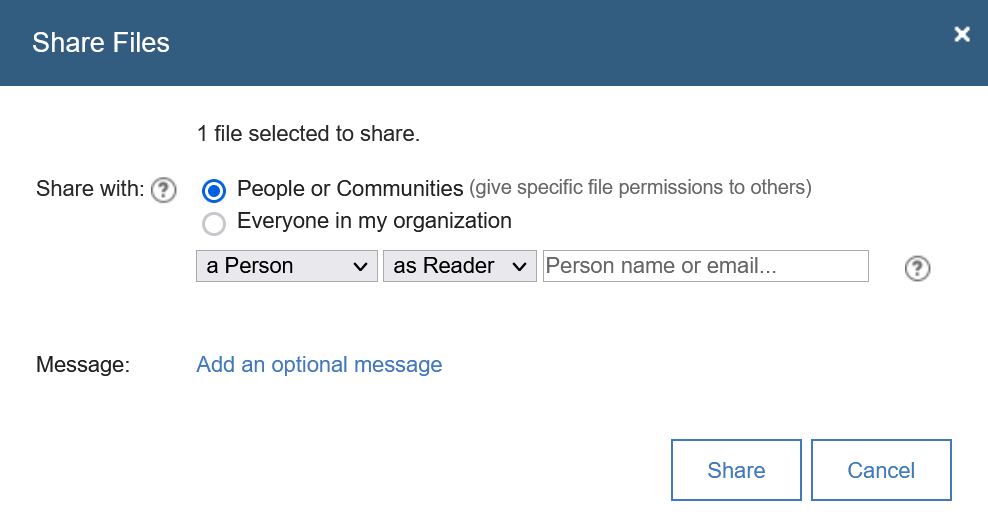 Share Files
1 file selected to share.
Share with: ?
People or Communities (give specific file permissions to others)
Everyone in my organization
a Person as Reader Person name or email... ?
Message: Add an optional message
Share Cancel